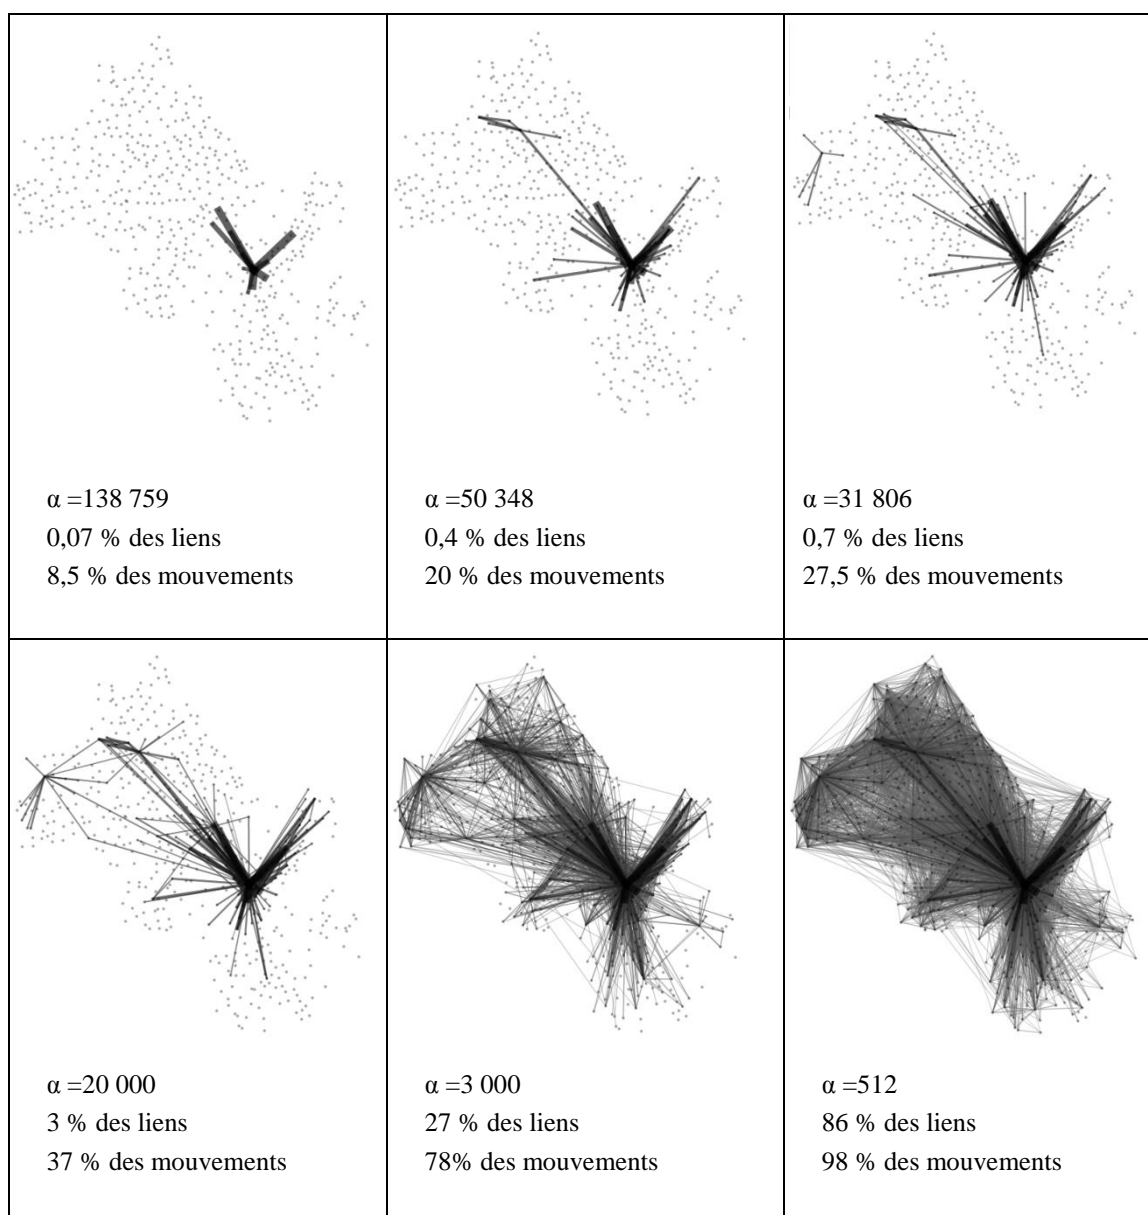 α =138 759
0,07 % des liens
8,5 % des mouvements
α =50 348
0,4 % des liens
20 % des mouvements
α =31 806
0,7 % des liens
27,5 % des mouvements
α =20 000
3 % des liens
37 % des mouvements
α =3 000
27 % des liens
78% des mouvements
α =512
86 % des liens
98 % des mouvements